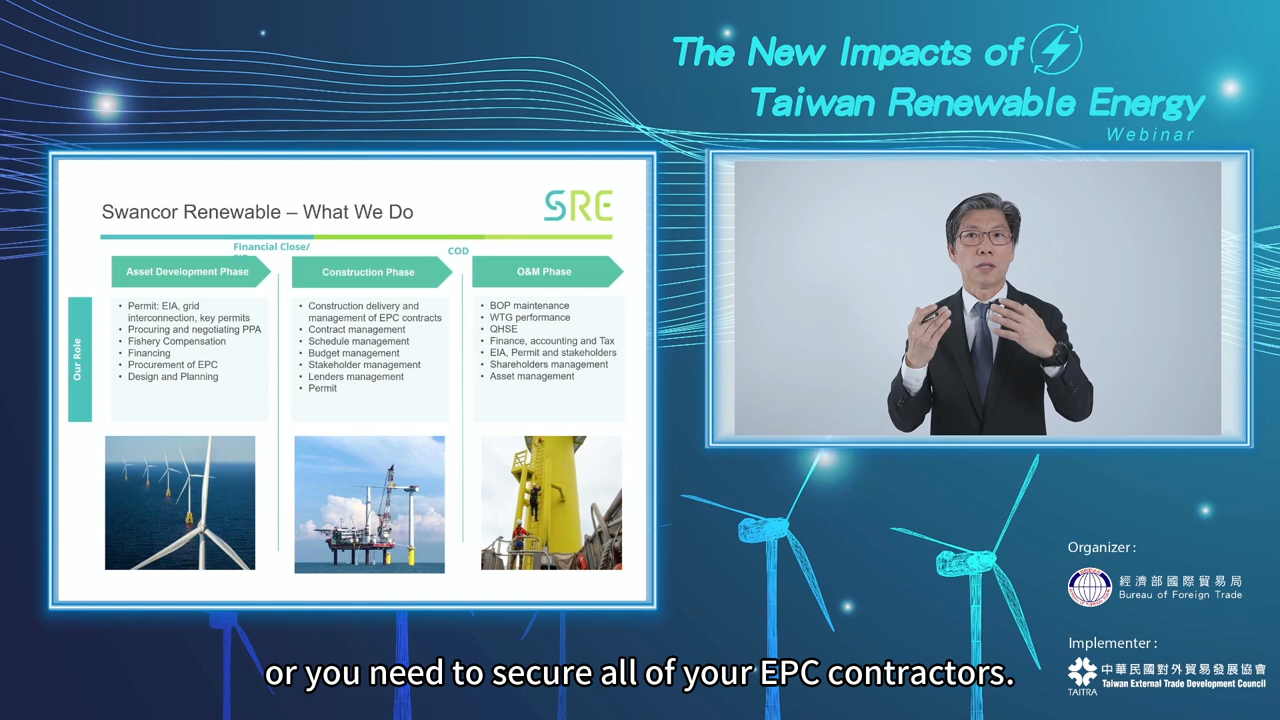 The New Impacts of
Taiwan Renewable Energy
Webinar
Swancor Renewable – What We Do
SRE
Financial Close/
COD
Asset Development Phase
Construction Phase
O&M Phase
Our Role
• Permit: EIA, grid
interconnection, key permits
• Procuring and negotiating PPA
• Fishery Compensation
• Financing
• Procurement of EPC
• Design and Planning
• Construction delivery and
management of EPC contracts
• Contract management
• Schedule management
• Budget management
• Stakeholder management
• Lenders management
• Permit
• BOP maintenance
• WTG performance
• QHSE
• Finance, accounting and Tax
• EIA, Permit and stakeholders
• Shareholders management
• Asset management
Organizer :
經濟部國際貿易局
Bureau of Foreign Trade
Implementer :
中華民國對外貿易發展協會
Taiwan External Trade Development Council
TAITRA
or you need to secure all of your EPC contractors.